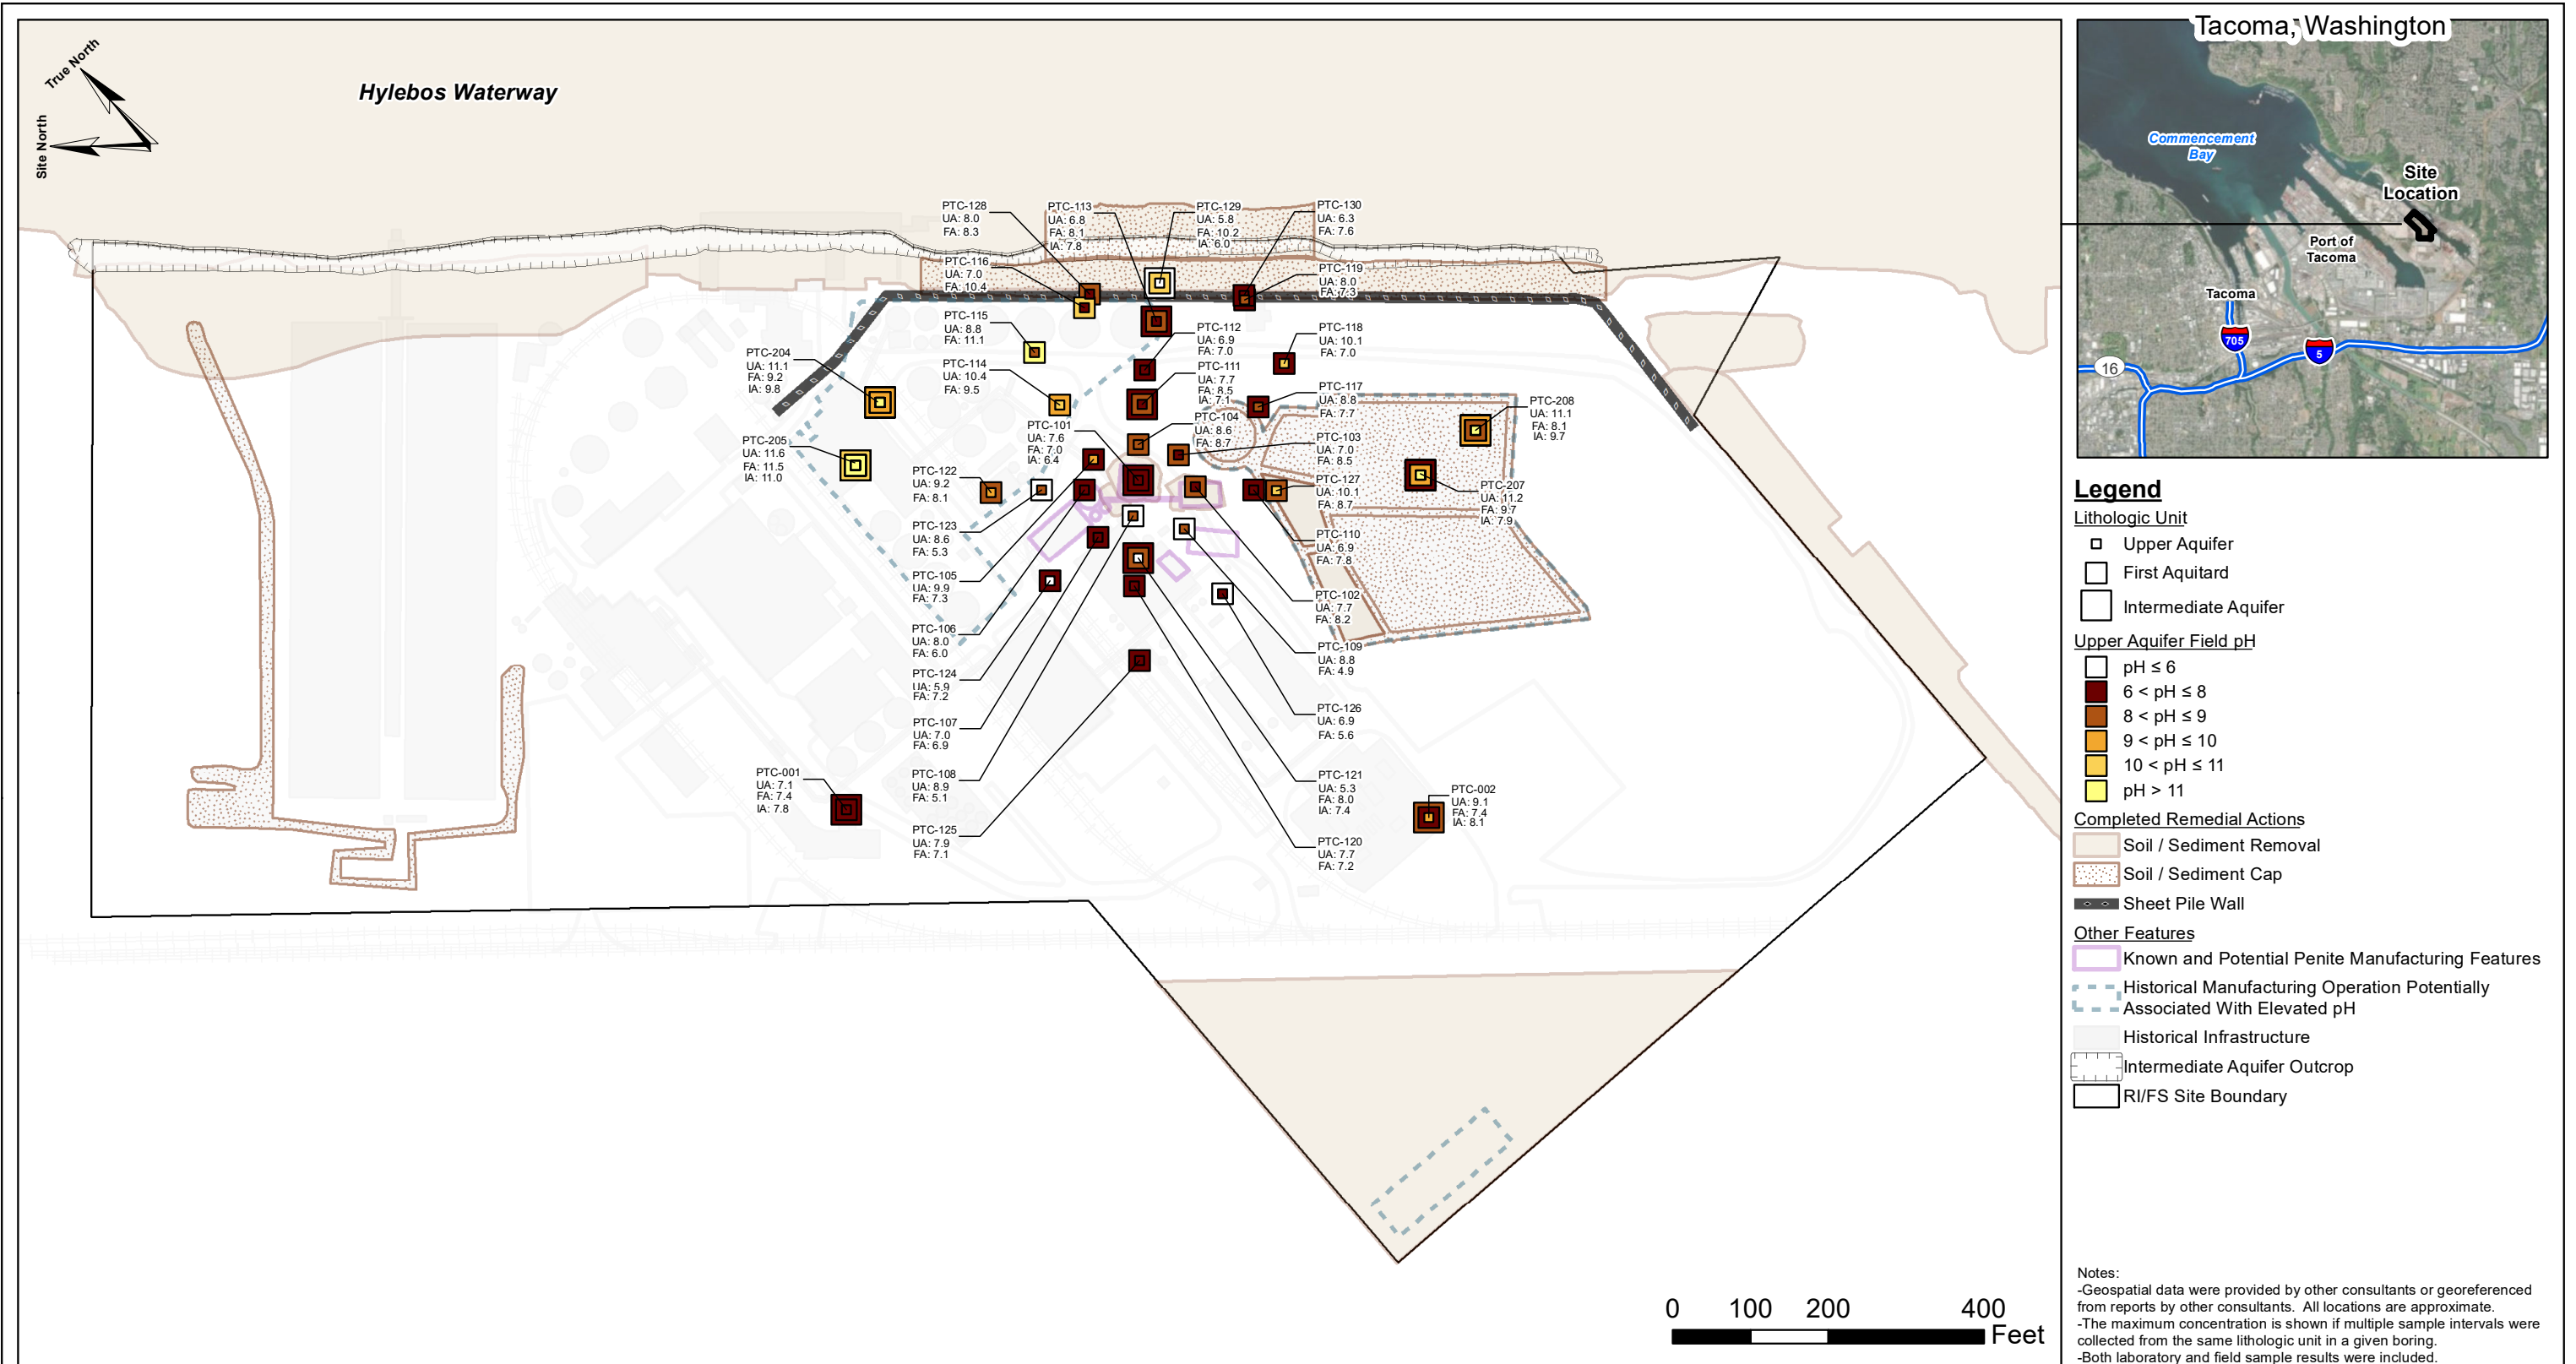 True North
Site North
Hylebos Waterway
PTC-128
UA: 8.0
FA: 8.3
PTC-113
UA: 6.8
FA: 8.1
IA: 7.8
PTC-129
UA: 5.8
FA: 10.2
IA: 6.0
PTC-130
UA: 6.3
FA: 7.6
PTC-116
UA: 7.0
FA: 10.4
PTC-119
UA: 8.0
FA: 7.3
PTC-115
UA: 8.8
FA: 11.1
PTC-112
UA: 6.9
FA: 7.0
PTC-118
UA: 10.1
FA: 7.0
PTC-204
UA: 11.1
FA: 9.2
IA: 9.8
PTC-114
UA: 10.4
FA: 9.5
PTC-111
UA: 7.7
FA: 8.5
IA: 7.1
PTC-117
UA: 8.8
FA: 7.7
PTC-208
UA: 11.1
FA: 8.1
IA: 9.7
PTC-104
UA: 8.6
FA: 8.7
PTC-101
UA: 7.6
FA: 7.0
IA: 6.4
PTC-103
UA: 7.0
FA: 8.5
PTC-205
UA: 11.6
FA: 11.5
IA: 11.0
PTC-122
UA: 9.2
FA: 8.1
PTC-127
UA: 10.1
FA: 8.7
PTC-207
UA: 11.2
FA: 9.7
IA: 7.9
PTC-123
UA: 8.6
FA: 5.3
PTC-110
UA: 6.9
FA: 7.8
PTC-105
UA: 9.9
FA: 7.3
PTC-102
UA: 7.7
FA: 8.2
PTC-106
UA: 8.0
FA: 6.0
PTC-109
UA: 8.8
FA: 4.9
PTC-124
UA: 5.9
FA: 7.2
PTC-126
UA: 6.9
FA: 5.6
PTC-107
UA: 7.0
FA: 6.9
PTC-001
UA: 7.1
FA: 7.4
IA: 7.8
PTC-108
UA: 8.9
FA: 5.1
PTC-121
UA: 5.3
FA: 8.0
IA: 7.4
PTC-002
UA: 9.1
FA: 7.4
IA: 8.1
PTC-125
UA: 7.9
FA: 7.1
PTC-120
UA: 7.7
FA: 7.2
0 100 200 400
Feet
Tacoma, Washington
Commencement
Bay
Site
Location
Port of
Tacoma
Tacoma
705
5
16
Legend
Lithologic Unit
Upper Aquifer
First Aquitard
Intermediate Aquifer
Upper Aquifer Field pH
pH ≤ 6
6 < pH ≤ 8
8 < pH ≤ 9
9 < pH ≤ 10
10 < pH ≤ 11
pH > 11
Completed Remedial Actions
Soil / Sediment Removal
Soil / Sediment Cap
Sheet Pile Wall
Other Features
Known and Potential Penite Manufacturing Features
Historical Manufacturing Operation Potentially
Associated With Elevated pH
Historical Infrastructure
Intermediate Aquifer Outcrop
RI/FS Site Boundary
Notes:
-Geospatial data were provided by other consultants or georeferenced
from reports by other consultants. All locations are approximate.
-The maximum concentration is shown if multiple sample intervals were
collected from the same lithologic unit in a given boring.
-Both laboratory and field sample results were included.